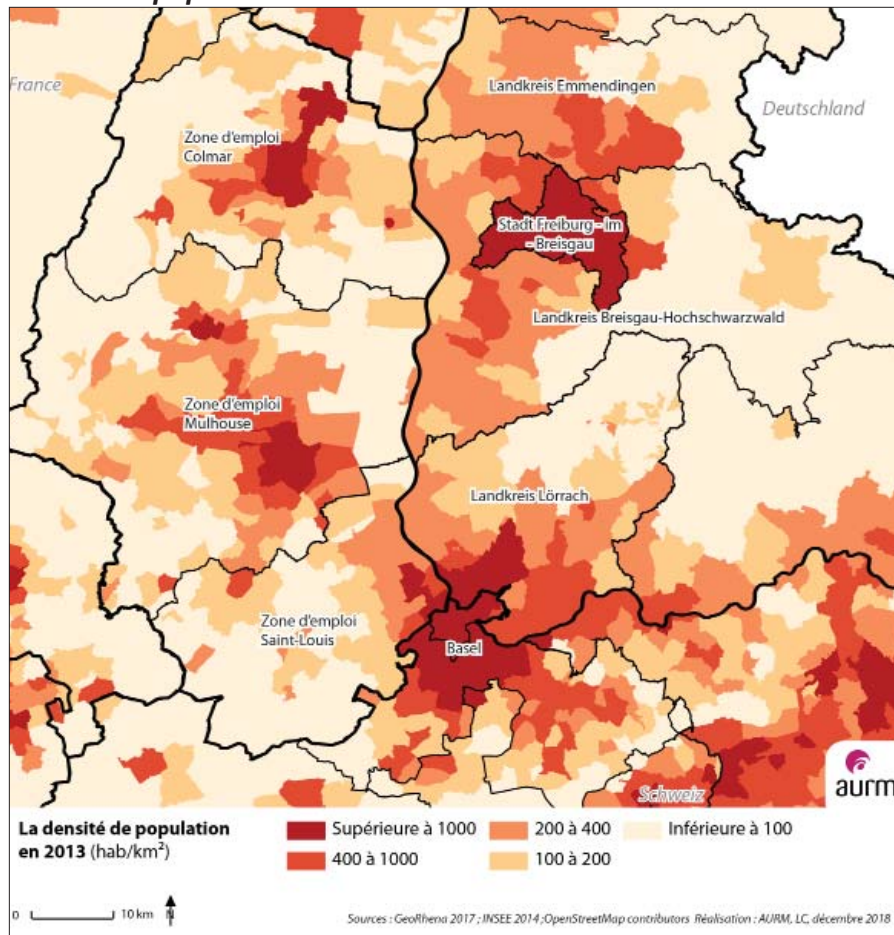 France
Landkreis Emmendingen
Deutschland
Zone d'emploi
Colmar
Stadt Freiburg - im
- Breisgau
Landkreis Breisgau-Hochschwarzwald
Zone d'emploi
Mulhouse
Landkreis Lörrach
Zone d'emploi
Saint-Louis
Basel
Schweiz
aurm
La densité de population
en 2013 (hab/km²)
Supérieure à 1000
400 à 1000
200 à 400
100 à 200
Inférieure à 100
0 10 km N
Sources : GeoRhena 2017 ; INSEE 2014 ;OpenStreetMap contributors Réalisation : AURM, LC, décembre 2018